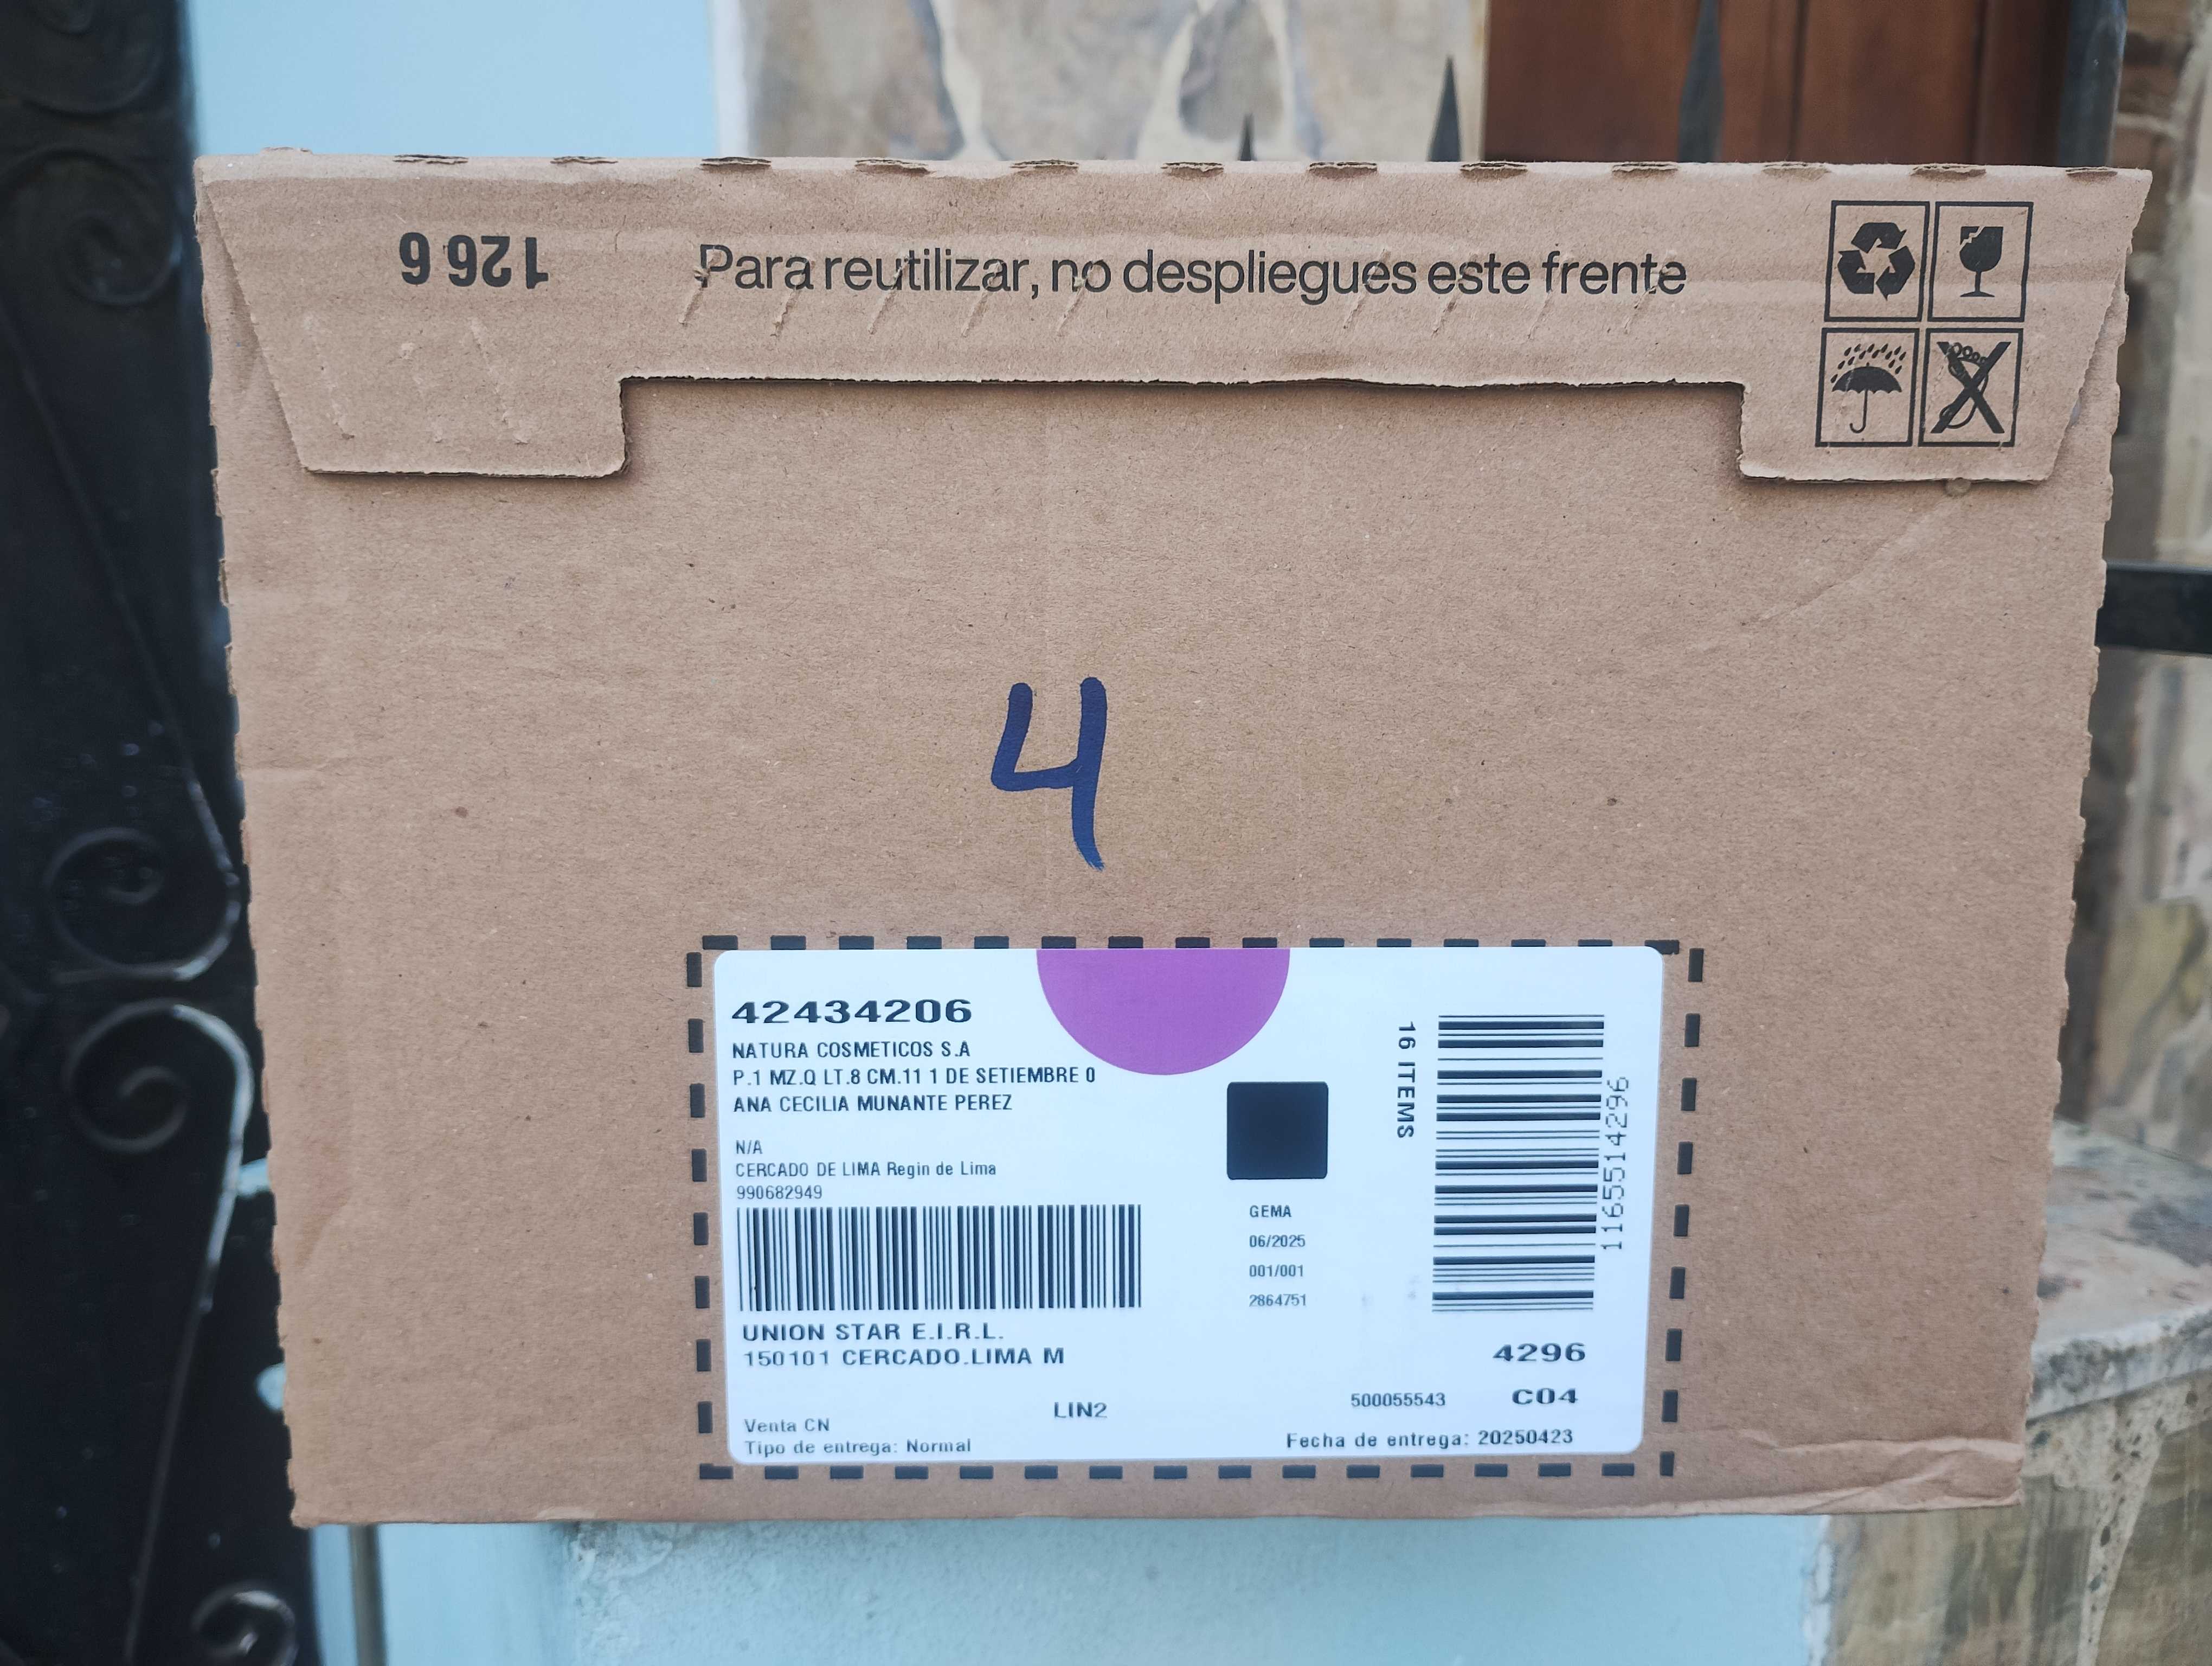 126 6
Para reutilizar, no despliegues este frente
4
42434206
NATURA COSMETICOS S.A
P.1 MZ.Q LT.8 CM.11 1 DE SETIEMBRE 0
ANA CECILIA MUNANTE PEREZ
N/A
CERCADO DE LIMA Regin de Lima
990682949
UNION STAR E.I.R.L.
150101 CERCADO.LIMA M
LIN2
Venta CN
Tipo de entrega: Normal
GEMA
06/2025
001/001
2864751
16 ITEMS
1165514296
4296
500055543 C04
Fecha de entrega: 20250423